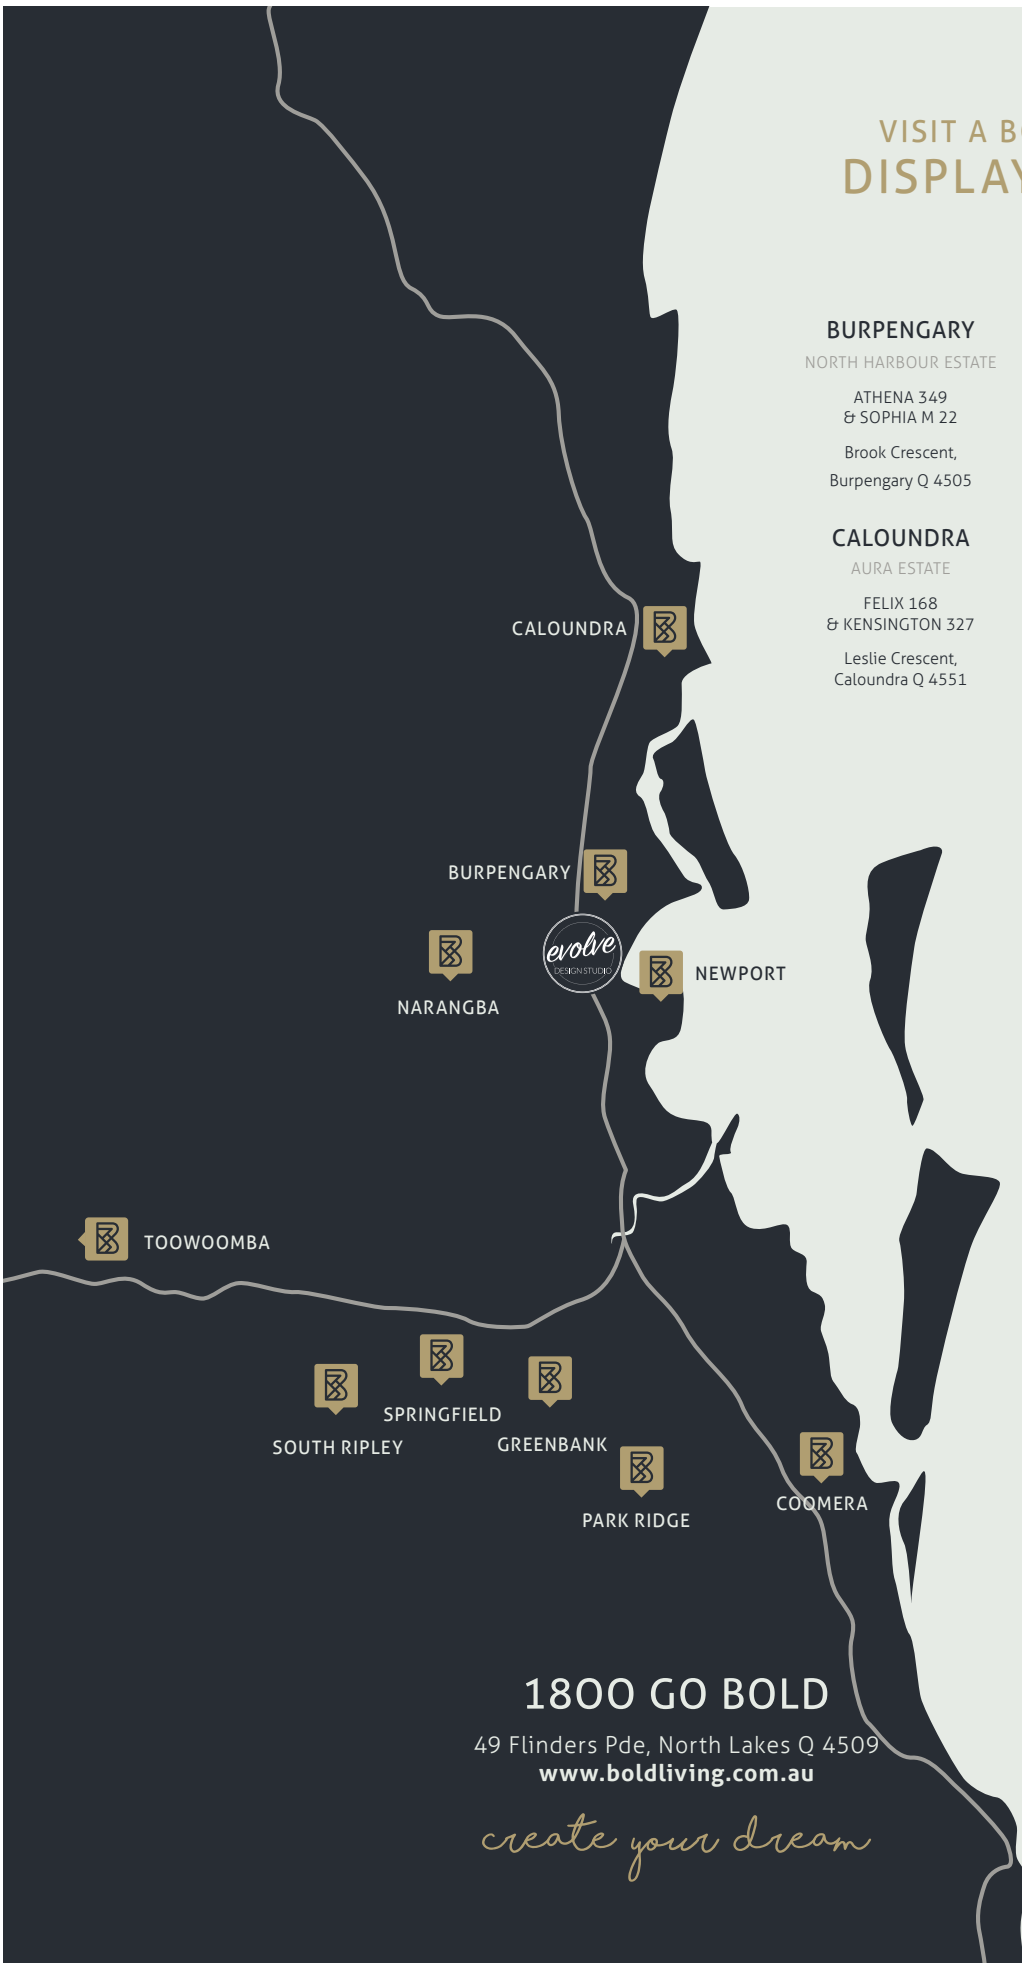 VISIT A BO
DISPLAY
BURPENGARY
NORTH HARBOUR ESTATE
ATHENA 349
& SOPHIA M 22
Brook Crescent,
Burpengary Q 4505
CALOUNDRA
AURA ESTATE
FELIX 168
& KENSINGTON 327
Leslie Crescent,
Caloundra Q 4551
CALOUNDRA
BURPENGARY
evolve
DESIGN STUDIO
NEWPORT
NARANGBA
TOOWOOMBA
SPRINGFIELD
SOUTH RIPLEY
GREENBANK
PARK RIDGE
COOMERA
1800 GO BOLD
49 Flinders Pde, North Lakes Q 4509
www.boldliving.com.au
create your dream